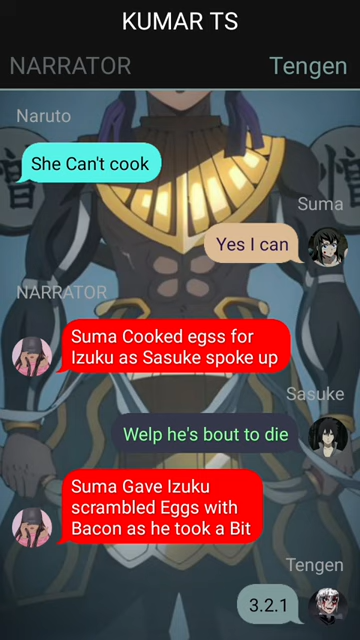 KUMAR TS
NARRATOR Tengen
Naruto
She Can't cook
Suma
Yes I can
NARRATOR
Suma Cooked egss for
Izuku as Sasuke spoke up
Sasuke
Welp he's bout to die
Suma Gave Izuku
scrambled Eggs with
Bacon as he took a Bit
Tengen
3.2.1
憎
憎